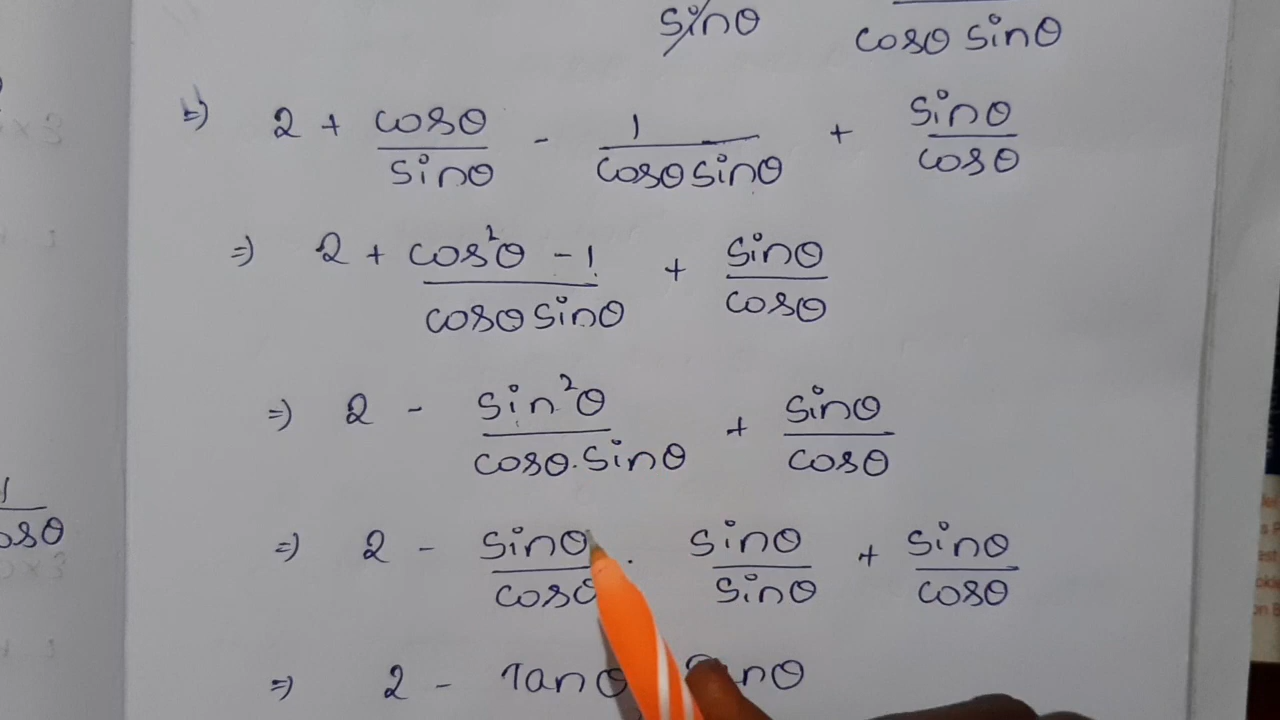 sinθ cosθ sinθ
=) 2 + cosθ/sinθ - 1/cosθ sinθ + sinθ/cosθ
=) 2 + cos²θ - 1/cosθ sinθ + sinθ/cosθ
=) 2 - sin²θ/cosθ . sinθ + sinθ/cosθ
=) 2 - sinθ/cosθ . sinθ/sinθ + sinθ/cosθ
=) 2 - Tanθ